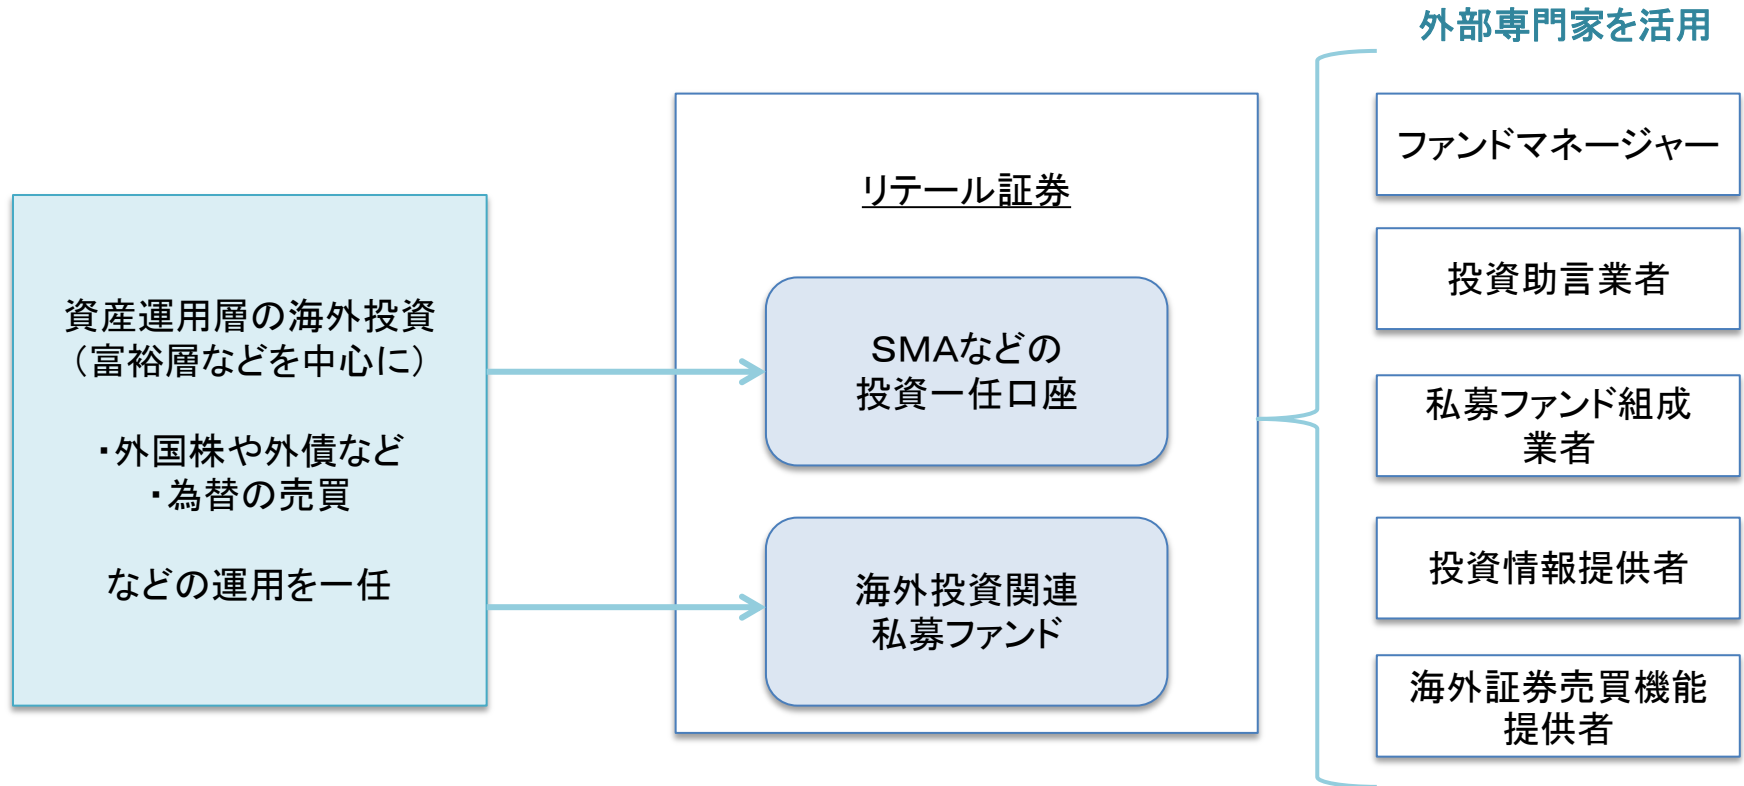 外部専門家を活用
資産運用層の海外投資
（富裕層などを中心に）
・外国株や外債など
・為替の売買
などの運用を一任
リテール証券
ＳＭＡなどの
投資一任口座
海外投資関連
私募ファンド
ファンドマネージャー
投資助言業者
私募ファンド組成
業者
投資情報提供者
海外証券売買機能
提供者